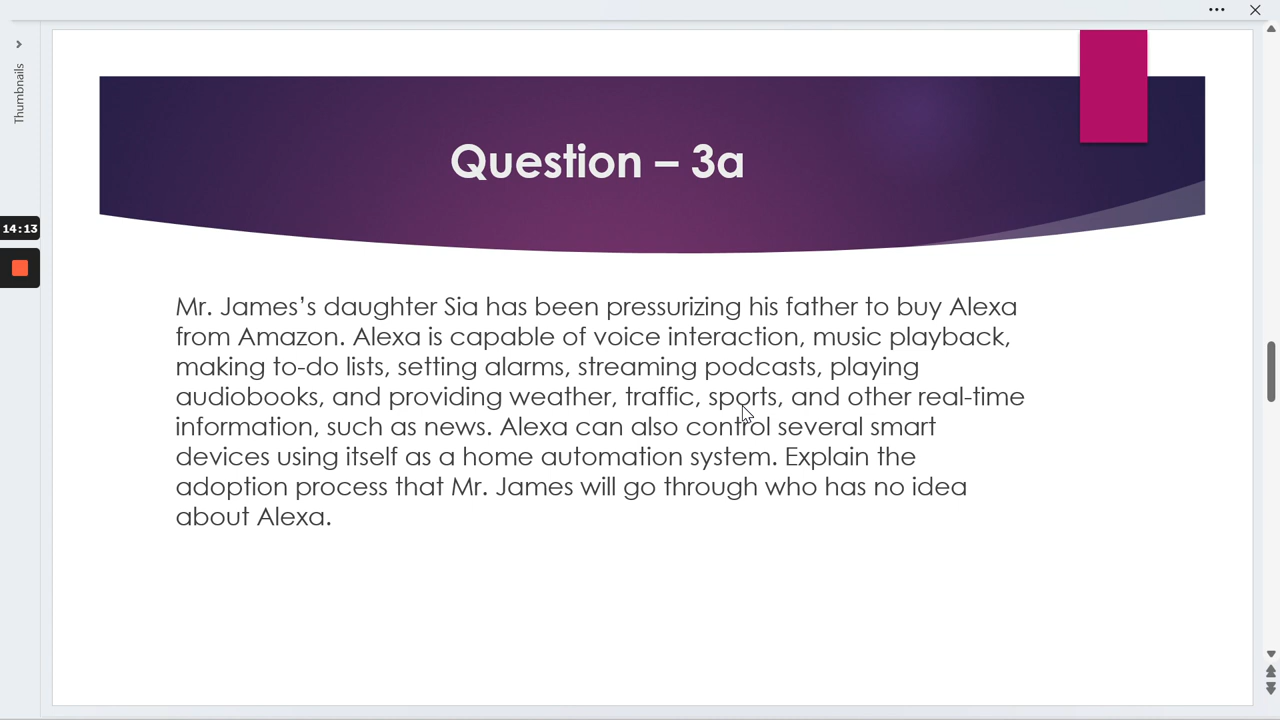 Thumbnails
14:13
Question – 3a
Mr. James’s daughter Sia has been pressurizing his father to buy Alexa
from Amazon. Alexa is capable of voice interaction, music playback,
making to-do lists, setting alarms, streaming podcasts, playing
audiobooks, and providing weather, traffic, sports, and other real-time
information, such as news. Alexa can also control several smart
devices using itself as a home automation system. Explain the
adoption process that Mr. James will go through who has no idea
about Alexa.